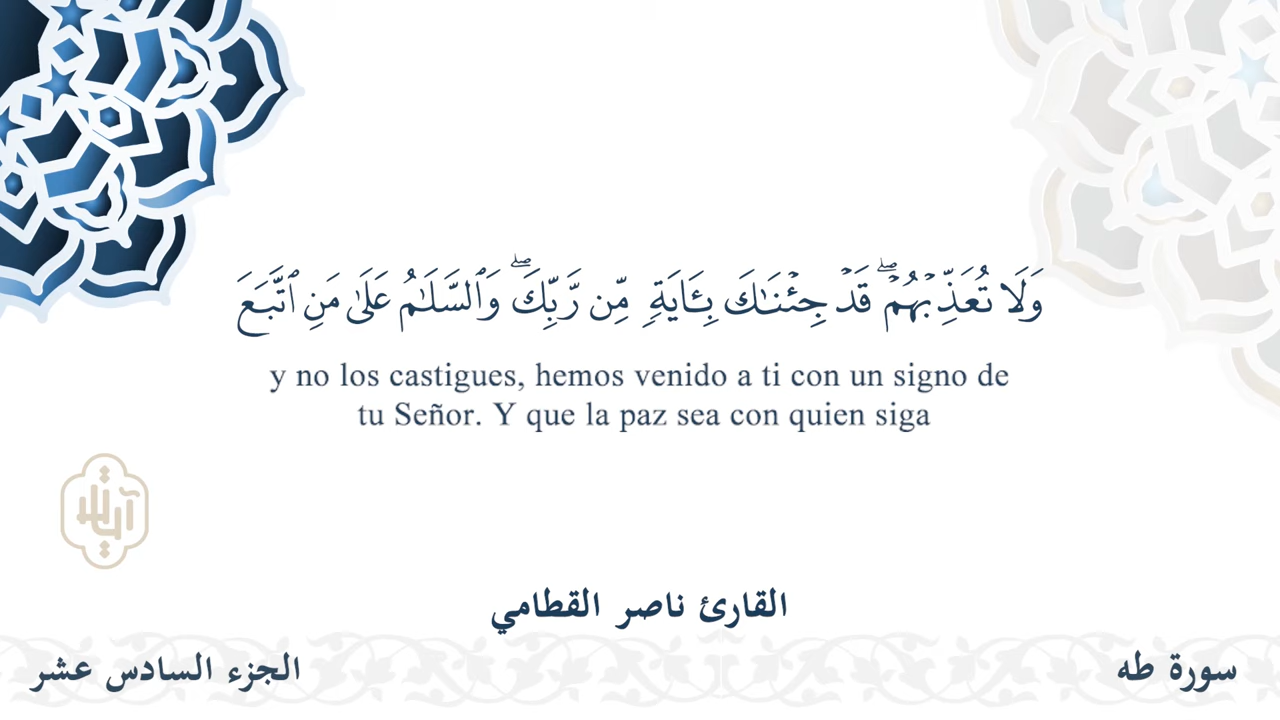 وَلَا تُعَذِّبۡهُمۡۖ قَدۡ جِئۡنَٰكَ بِـَٔايَةٖ مِّن رَّبِّكَۖ وَٱلسَّلَٰمُ عَلَىٰ مَنِ ٱتَّبَعَ
y no los castigues, hemos venido a ti con un signo de
tu Señor. Y que la paz sea con quien siga
القارئ ناصر القطامي
سورة طه
الجزء السادس عشر